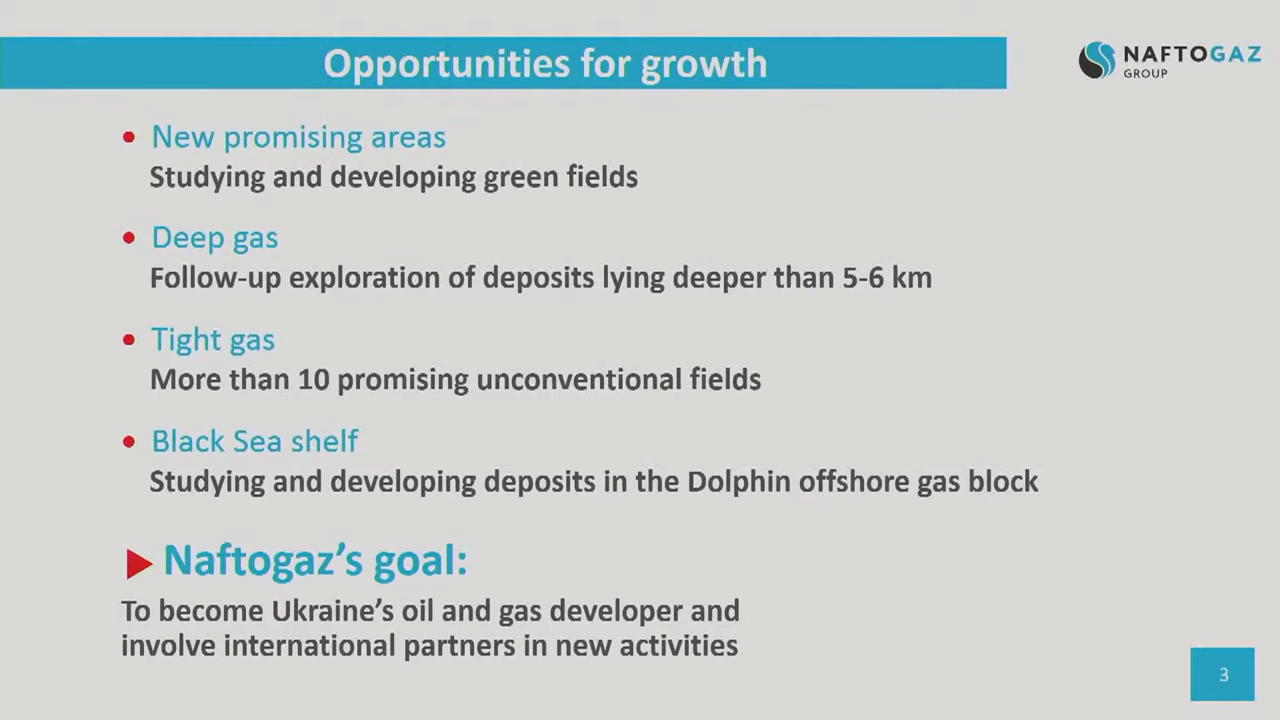 Opportunities for growth
NAFTOGAZ
GROUP
• New promising areas
Studying and developing green fields
• Deep gas
Follow-up exploration of deposits lying deeper than 5-6 km
• Tight gas
More than 10 promising unconventional fields
• Black Sea shelf
Studying and developing deposits in the Dolphin offshore gas block
Naftogaz’s goal:
To become Ukraine’s oil and gas developer and
involve international partners in new activities
3